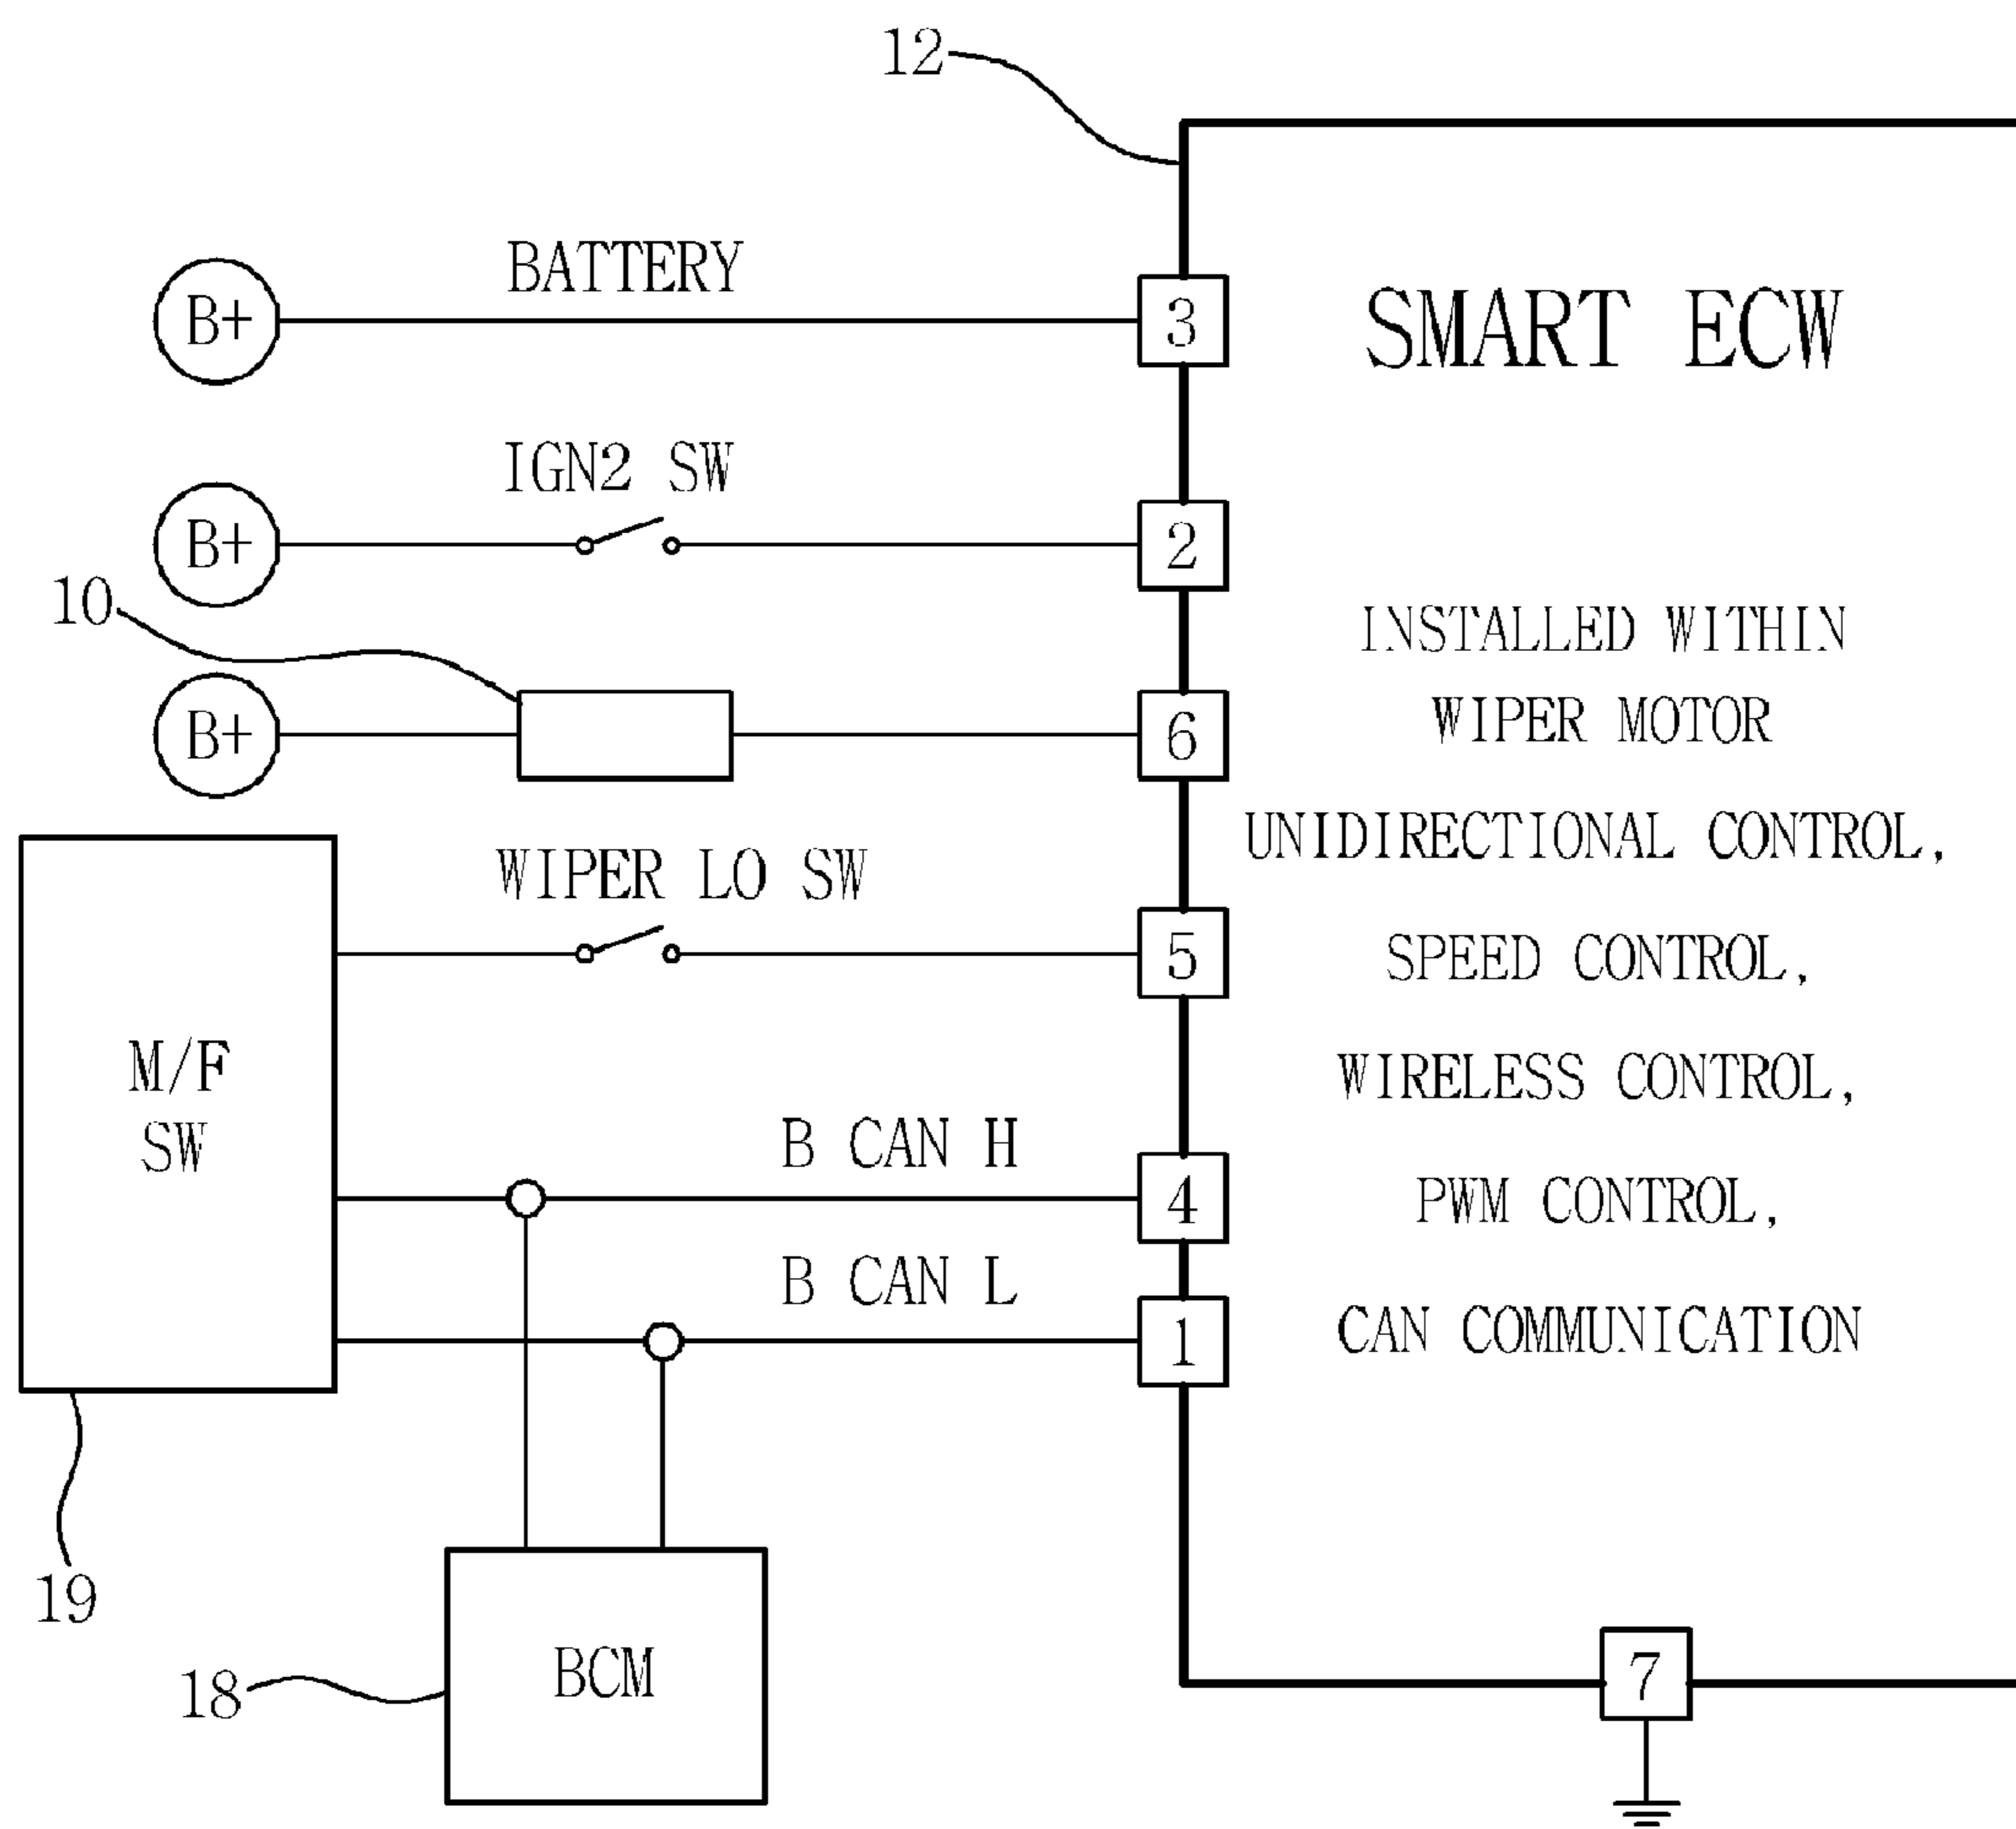 12
BATTERY
B+
3
SMART ECW
IGN2 SW
B+
2
10
INSTALLED WITHIN
B+
6
WIPER MOTOR
UNIDIRECTIONAL CONTROL,
WIPER LO SW
5
SPEED CONTROL,
M/F
SW
WIRELESS CONTROL,
B CAN H
4
PWM CONTROL,
B CAN L
1
CAN COMMUNICATION
19
BCM
18
7